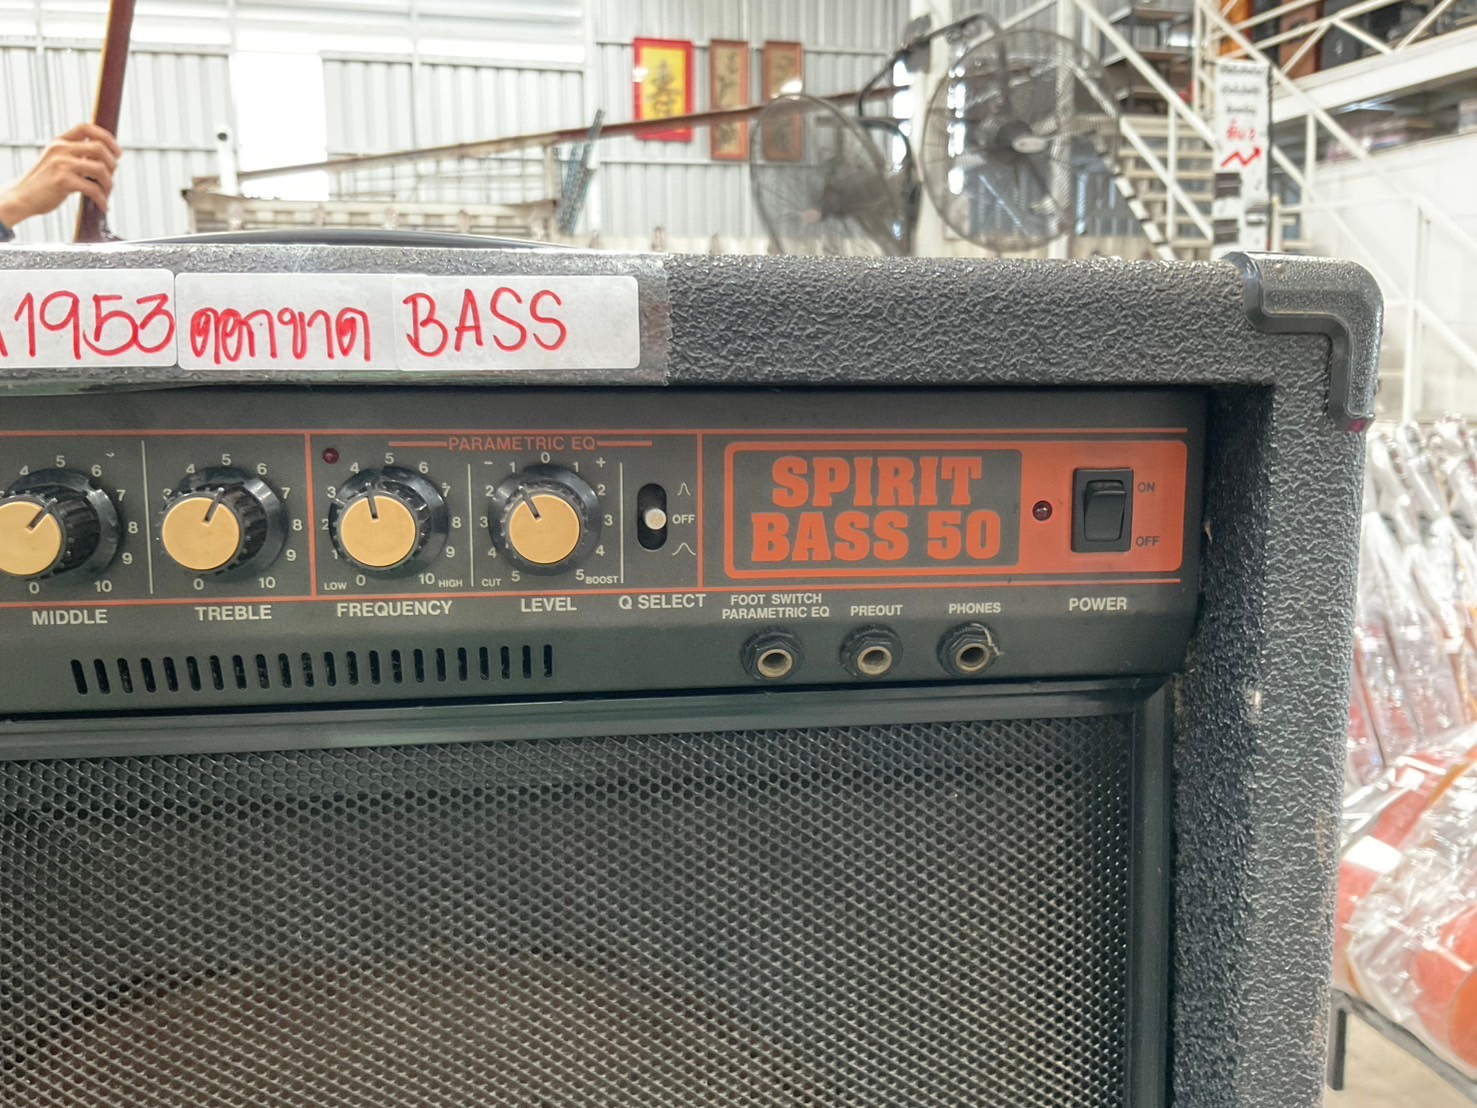 1953 ดอกขาด BASS
PARAMETRIC EQ
4 5 6 7 8 9 10 0
3 4 5 6 7 8 9 10 0
1 2 3 4 5 6 7 8 9 10 0
LOW HIGH
- 0 +
5 4 3 2 1 1 2 3 4 5
CUT BOOST
OFF
SPIRIT
BASS 50
ON
OFF
MIDDLE TREBLE FREQUENCY LEVEL Q SELECT
FOOT SWITCH
PARAMETRIC EQ PREOUT PHONES POWER